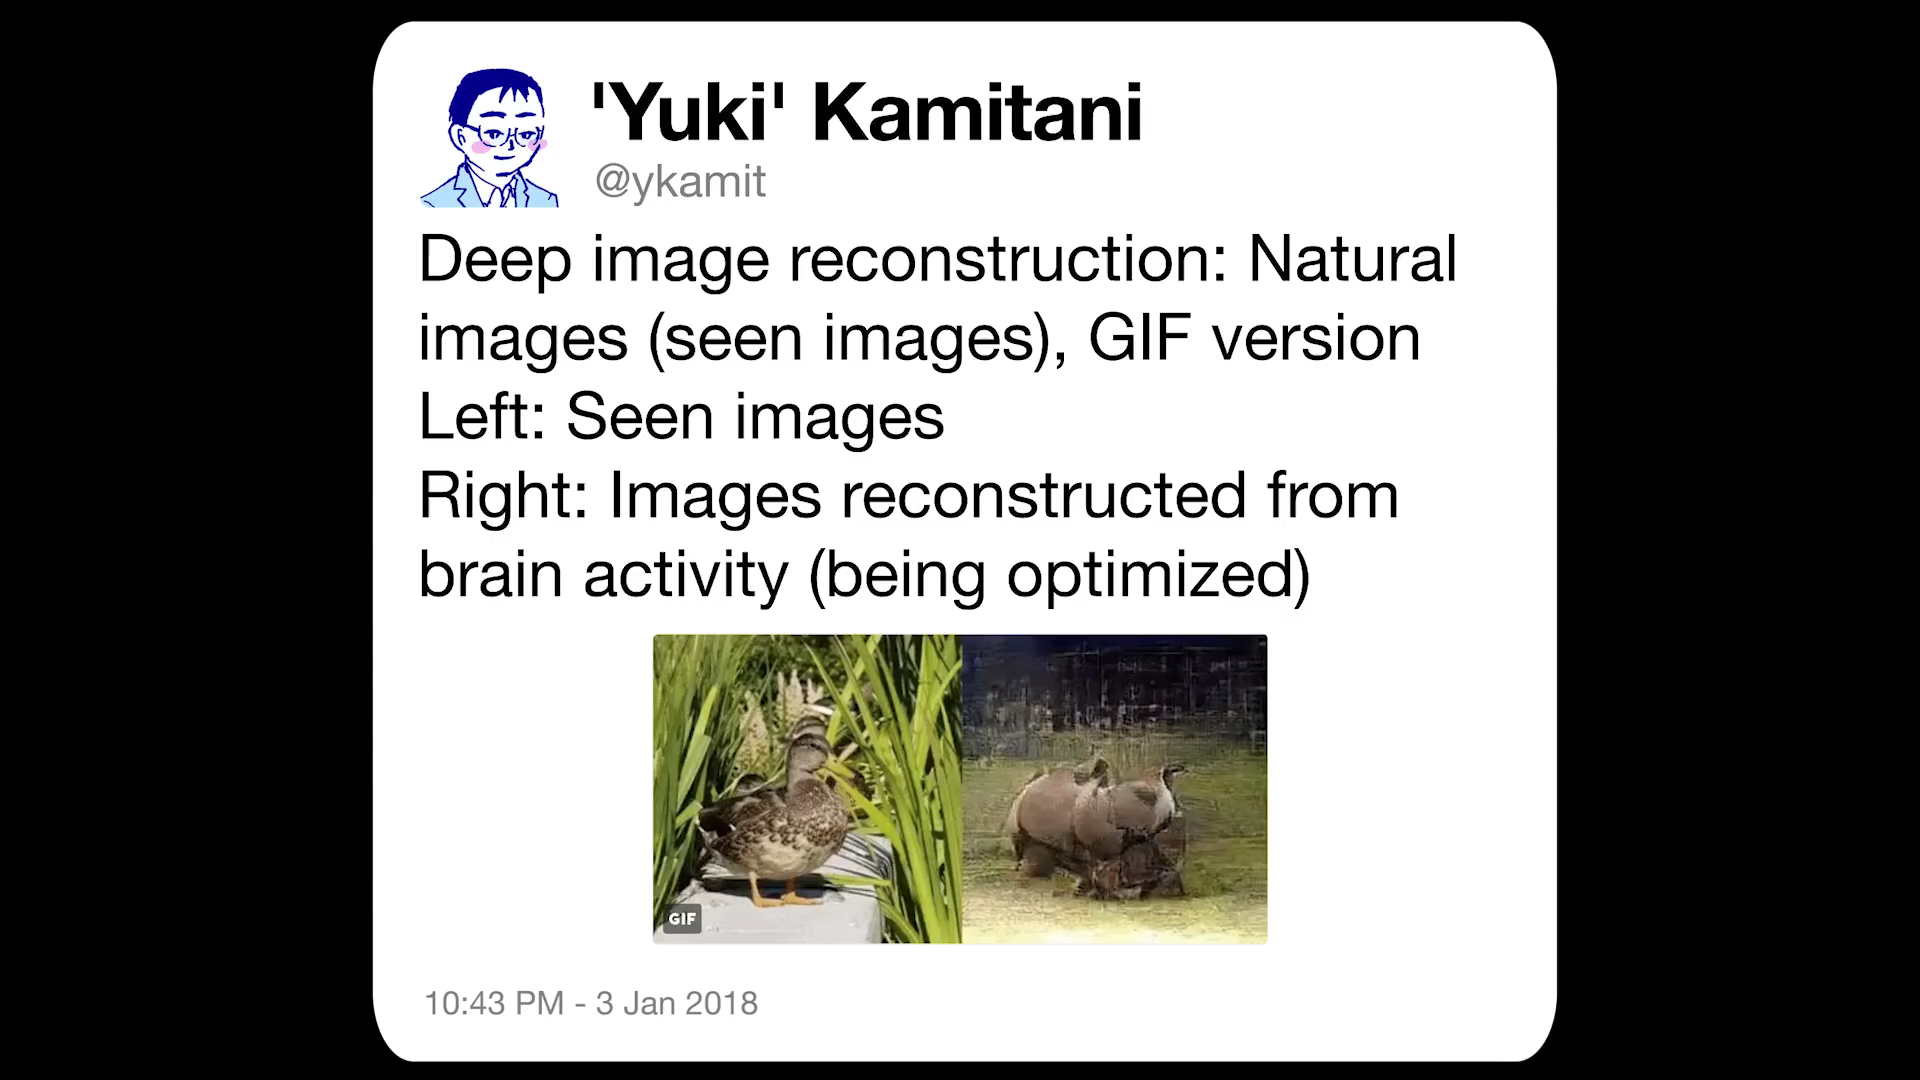 'Yuki' Kamitani
@ykamit
Deep image reconstruction: Natural
images (seen images), GIF version
Left: Seen images
Right: Images reconstructed from
brain activity (being optimized)
GIF
10:43 PM - 3 Jan 2018